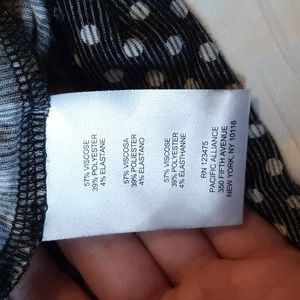 57% VISCOSE
39% POLYESTER
4% ELASTANE
57% VISCOSA
39% POLIESTER
4% ELASTANO
57% VISCOSE
39% POLYESTER
4% ELASTHANNE
RN 123475
PACIFIC ALLIANCE
350 FIFTH AVENUE
NEW YORK, NY 10118